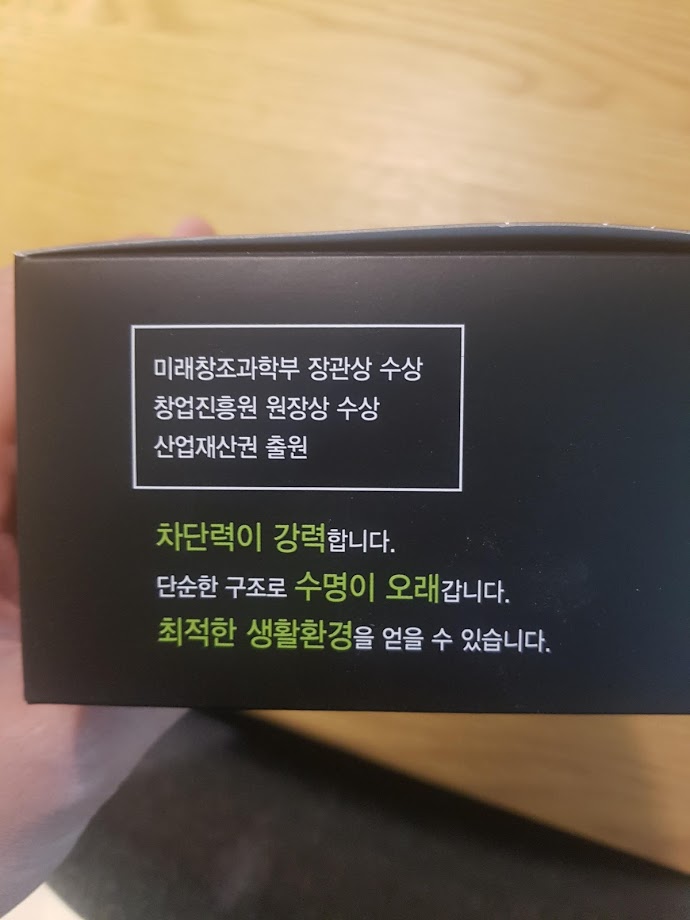 미래창조과학부 장관상 수상
창업진흥원 원장상 수상
산업재산권 출원
차단력이 강력합니다.
단순한 구조로 수명이 오래갑니다.
최적한 생활환경을 얻을 수 있습니다.